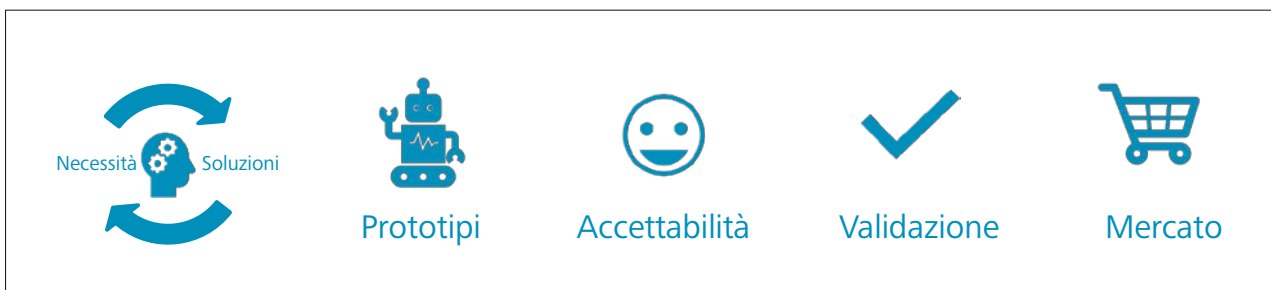 Necessità Soluzioni
Prototipi Accettabilità Validazione Mercato